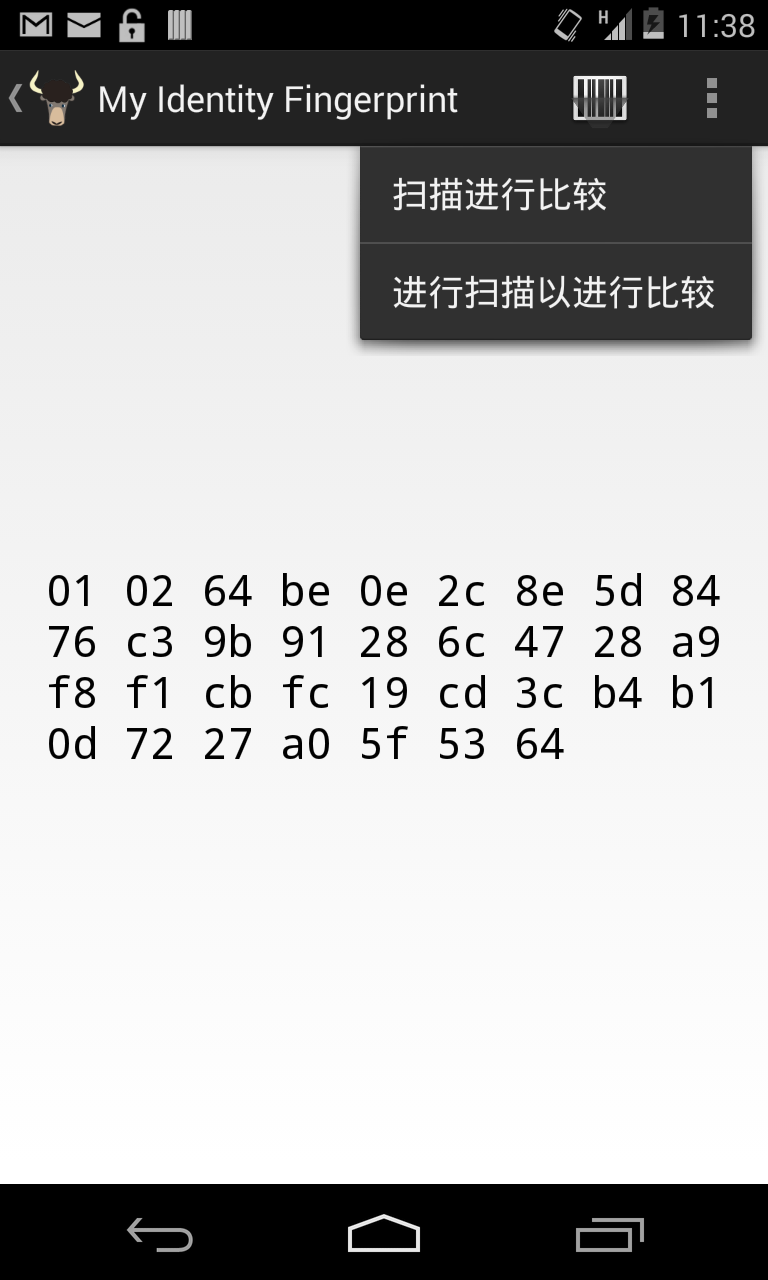 H 11:38
My Identity Fingerprint
扫描进行比较
进行扫描以进行比较
01 02 64 be 0e 2c 8e 5d 84
76 c3 9b 91 28 6c 47 28 a9
f8 f1 cb fc 19 cd 3c b4 b1
0d 72 27 a0 5f 53 64